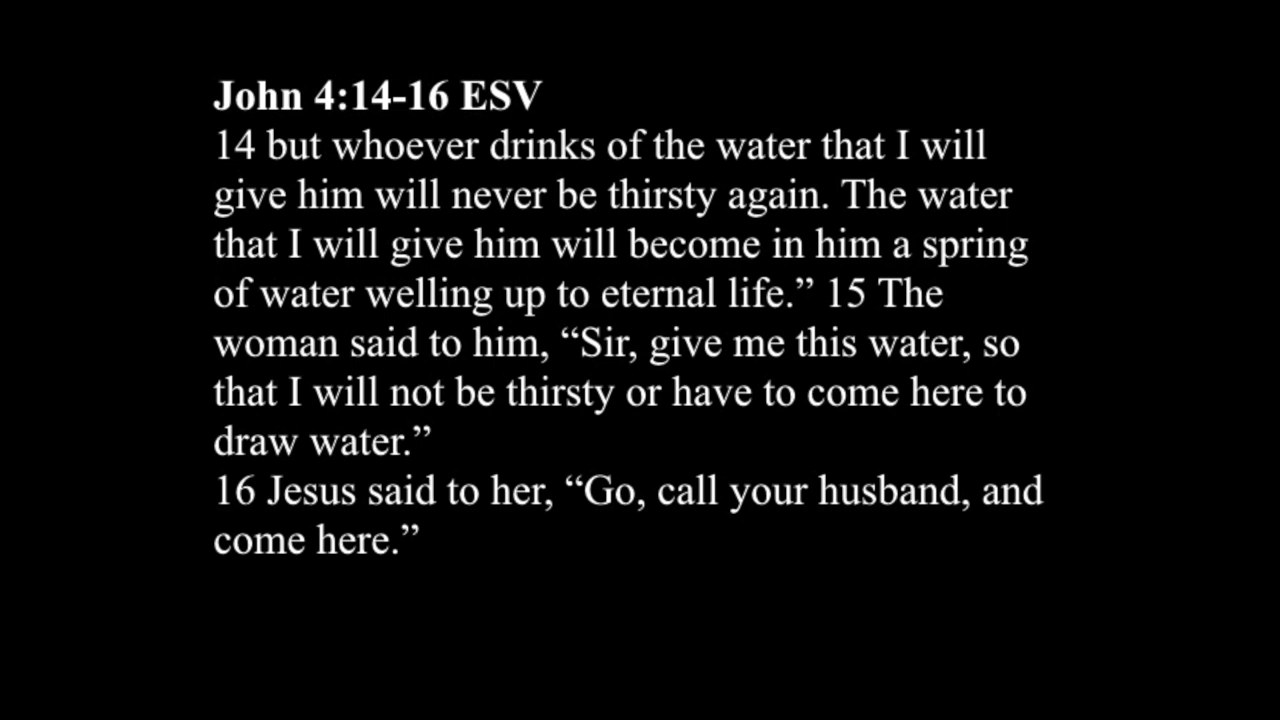 John 4:14-16 ESV
14 but whoever drinks of the water that I will
give him will never be thirsty again. The water
that I will give him will become in him a spring
of water welling up to eternal life.” 15 The
woman said to him, “Sir, give me this water, so
that I will not be thirsty or have to come here to
draw water.”
16 Jesus said to her, “Go, call your husband, and
come here.”